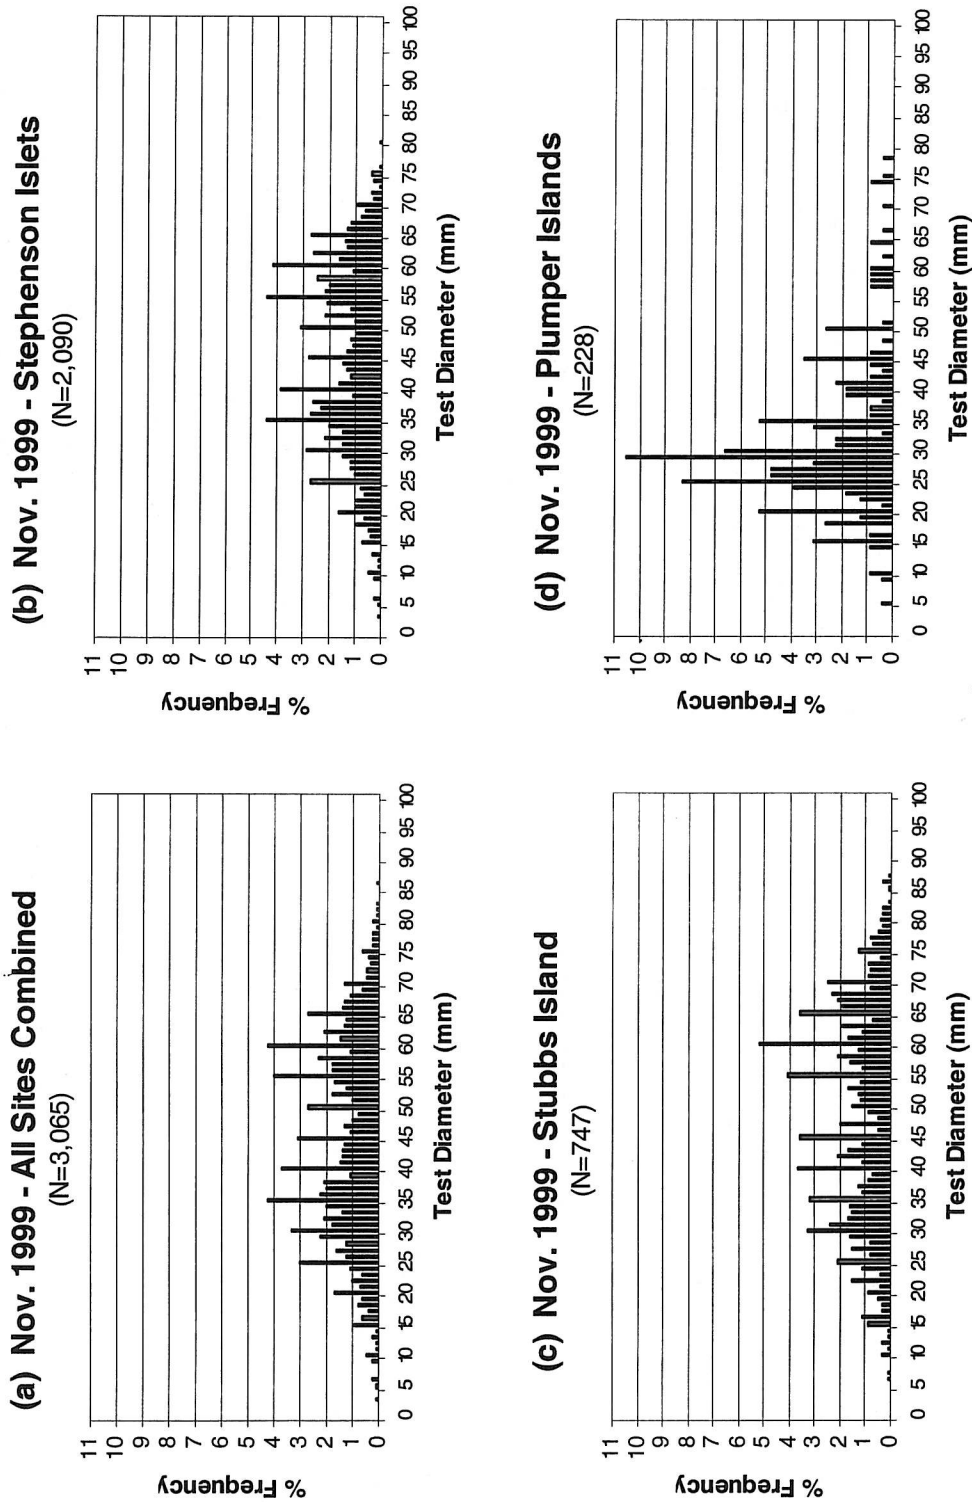 (a) Nov. 1999 - All Sites Combined
(N=3,065)
% Frequency
11
10
9
8
7
6
5
4
3
2
1
0
0 5 10 15 20 25 30 35 40 45 50 55 60 65 70 75 80 85 90 95 100
Test Diameter (mm)
(b) Nov. 1999 - Stephenson Islets
(N=2,090)
% Frequency
11
10
9
8
7
6
5
4
3
2
1
0
0 5 10 15 20 25 30 35 40 45 50 55 60 65 70 75 80 85 90 95 100
Test Diameter (mm)
(c) Nov. 1999 - Stubbs Island
(N=747)
% Frequency
11
10
9
8
7
6
5
4
3
2
1
0
0 5 10 15 20 25 30 35 40 45 50 55 60 65 70 75 80 85 90 95 100
Test Diameter (mm)
(d) Nov. 1999 - Plumper Islands
(N=228)
% Frequency
11
10
9
8
7
6
5
4
3
2
1
0
0 5 10 15 20 25 30 35 40 45 50 55 60 65 70 75 80 85 90 95 100
Test Diameter (mm)